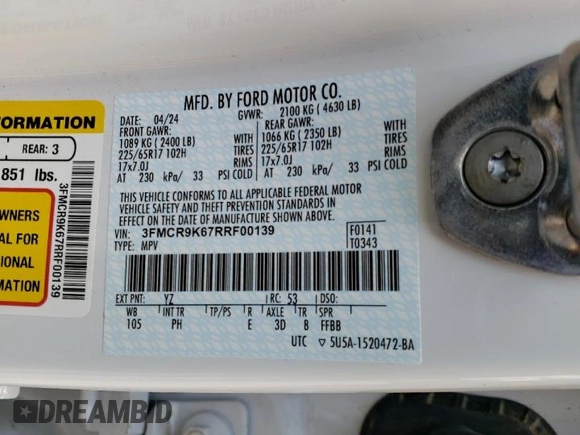 FORMATION
REAR: 3
851 lbs.
3FMCR9K67RRF00139
WNERS
AL FOR
IONAL
MATION
MFD. BY FORD MOTOR CO.
DATE: 04/24 GVWR: 2100 KG ( 4630 LB)
FRONT GAWR: REAR GAWR:
1089 KG ( 2400 LB) WITH 1066 KG ( 2350 LB) WITH
225/65R17 102H TIRES 225/65R17 102H TIRES
17x7.0J RIMS 17x7.0J RIMS
AT 230 kPa/ 33 PSI COLD AT 230 kPa/ 33 PSI COLD
THIS VEHICLE CONFORMS TO ALL APPLICABLE FEDERAL MOTOR
VEHICLE SAFETY AND THEFT PREVENTION STANDARDS IN
EFFECT ON THE DATE OF MANUFACTURE SHOWN ABOVE.
VIN: 3FMCR9K67RRF00139 F0141
TYPE: MPV T0343
EXT PNT: YZ RC: 53 DSO:
WB INT TR TP/PS R AXLE TR SPR
105 PH E 3D 8 FFBB
UTC 5U5A-1520472-BA
DREAMBID